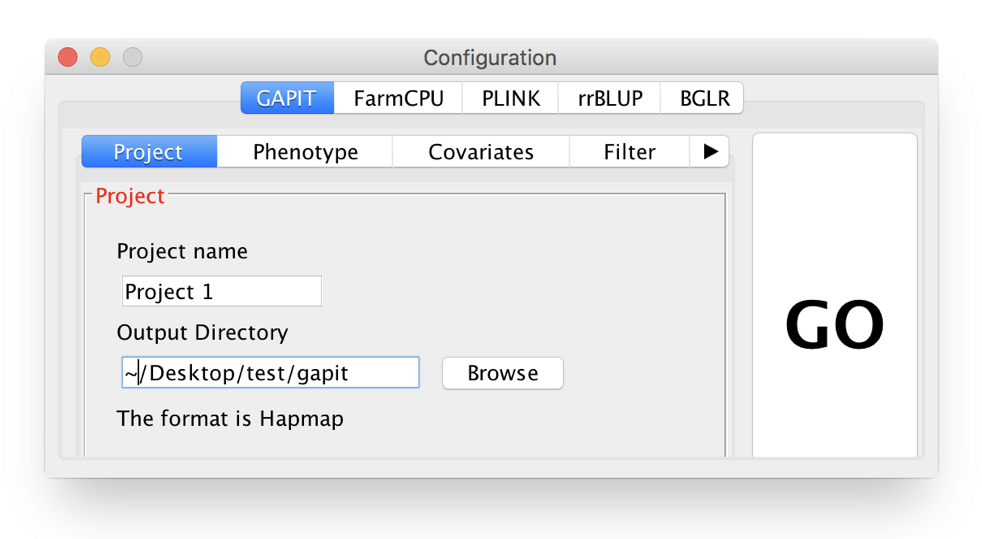 Configuration
GAPIT FarmCPU PLINK rrBLUP BGLR
Project Phenotype Covariates Filter ▶
Project
Project name
Project 1
Output Directory
~/Desktop/test/gapit Browse
The format is Hapmap
GO